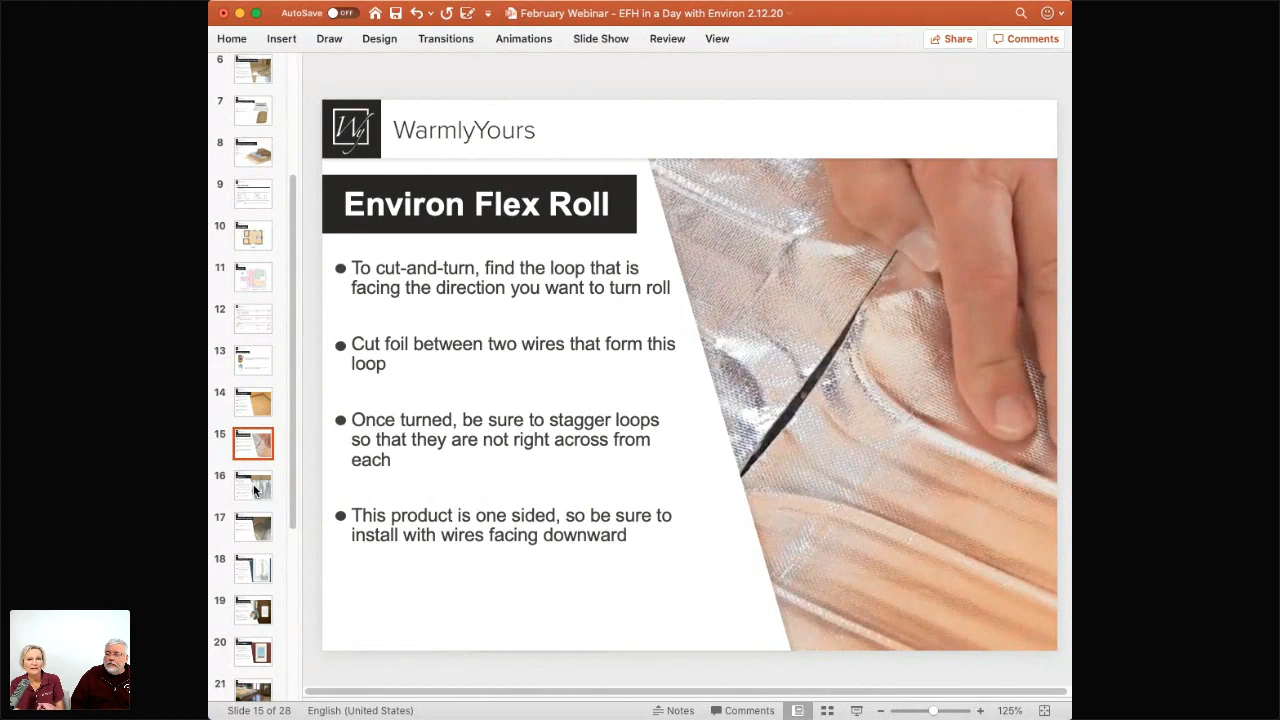 AutoSave OFF
February Webinar - EFH in a Day with Environ 2.12.20
Home Insert Draw Design Transitions Animations Slide Show Review View
Share Comments
6
7
8
9
10
11
12
13
14
15
16
17
18
19
20
21
Wy WarmlyYours
Environ Flex Roll
● To cut-and-turn, find the loop that is
facing the direction you want to turn roll
● Cut foil between two wires that form this
loop
● Once turned, be sure to stagger loops
so that they are not right across from
each
● This product is one sided, so be sure to
install with wires facing downward
Slide 15 of 28 English (United States) Notes Comments 125%